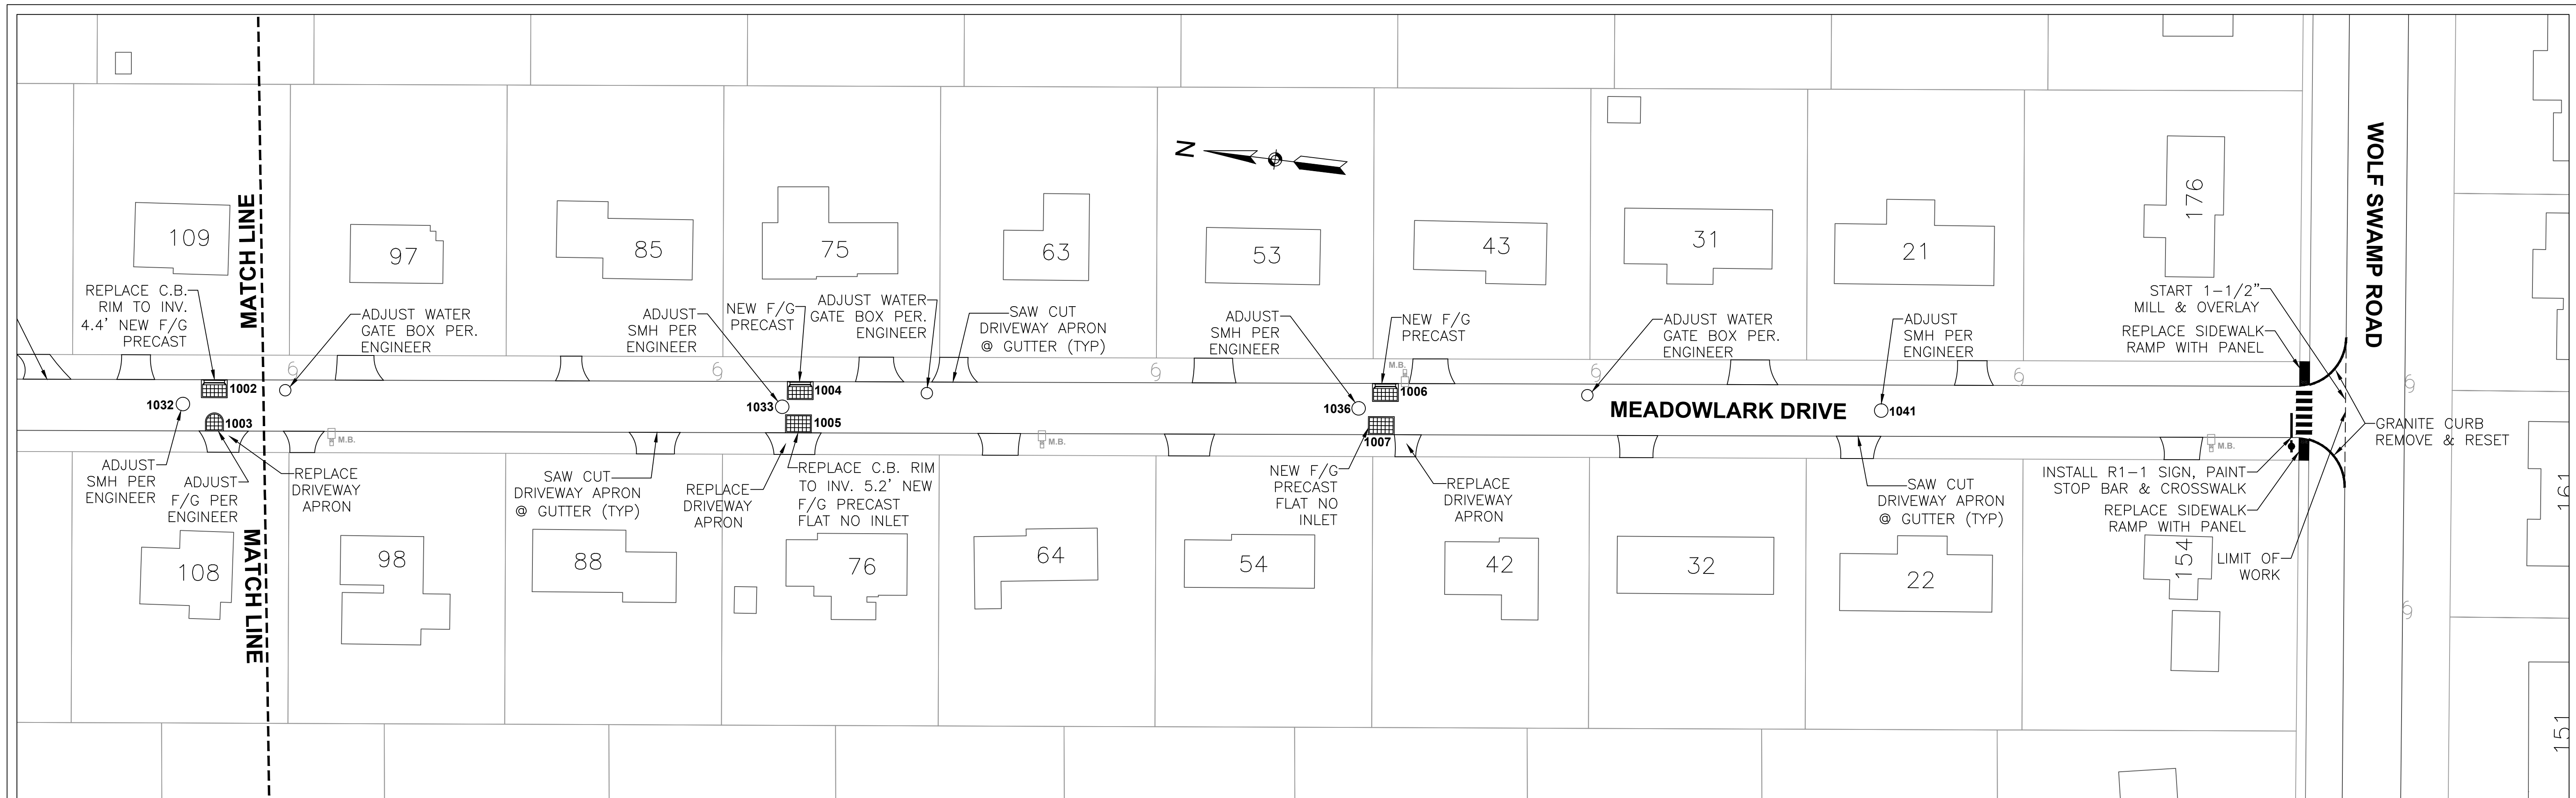 N
WOLF SWAMP ROAD
MATCH LINE
109
97
85
75
63
53
43
31
21
176
REPLACE C.B.
RIM TO INV.
4.4' NEW F/G
PRECAST
ADJUST WATER
GATE BOX PER.
ENGINEER
ADJUST
SMH PER
ENGINEER
NEW F/G
PRECAST
ADJUST WATER
GATE BOX PER.
ENGINEER
SAW CUT
DRIVEWAY APRON
@ GUTTER (TYP)
ADJUST
SMH PER
ENGINEER
NEW F/G
PRECAST
ADJUST WATER
GATE BOX PER.
ENGINEER
ADJUST
SMH PER
ENGINEER
START 1-1/2"
MILL & OVERLAY
REPLACE SIDEWALK
RAMP WITH PANEL
M.B.
1002
1004
1006
1032
1033
1036
MEADOWLARK DRIVE
1041
1003
1005
1007
M.B.
M.B.
M.B.
GRANITE CURB
REMOVE & RESET
ADJUST
SMH PER
ENGINEER
ADJUST
F/G PER
ENGINEER
REPLACE
DRIVEWAY
APRON
SAW CUT
DRIVEWAY APRON
@ GUTTER (TYP)
REPLACE
DRIVEWAY
APRON
REPLACE C.B. RIM
TO INV. 5.2' NEW
F/G PRECAST
FLAT NO INLET
NEW F/G
PRECAST
FLAT NO
INLET
REPLACE
DRIVEWAY
APRON
SAW CUT
DRIVEWAY APRON
@ GUTTER (TYP)
INSTALL R1-1 SIGN, PAINT
STOP BAR & CROSSWALK
REPLACE SIDEWALK
RAMP WITH PANEL
LIMIT OF
WORK
MATCH LINE
108
98
88
76
64
54
42
32
22
154
161
151